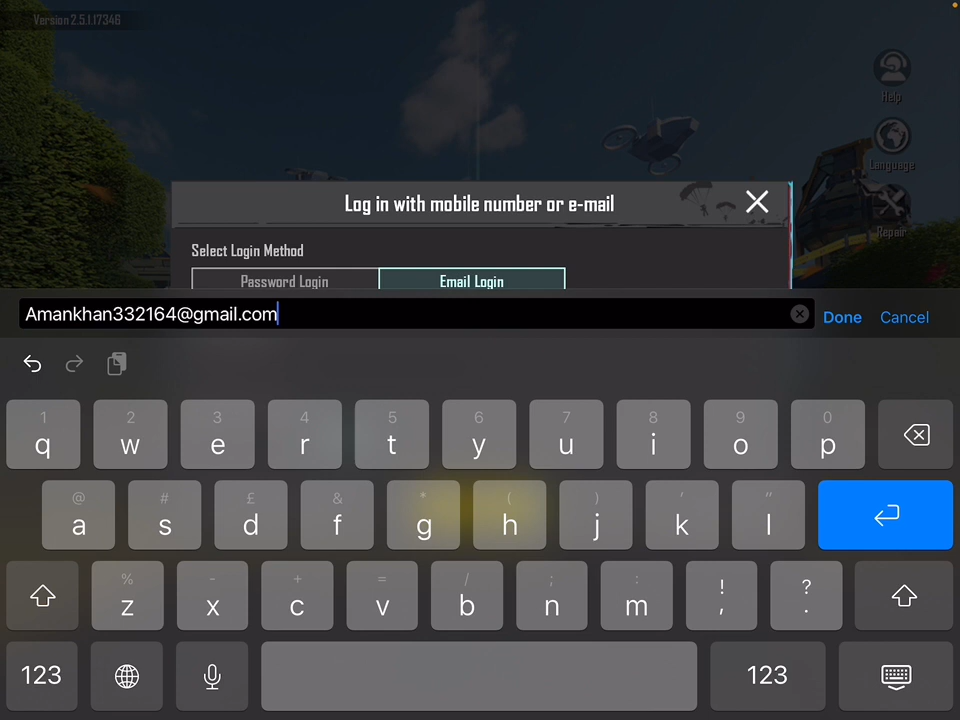 Version 2.5.1.17346
Help
Language
Repair
Log in with mobile number or e-mail
Select Login Method
Password Login Email Login
Amankhan332164@gmail.com
Done Cancel
1 2 3 4 5 6 7 8 9 0
q w e r t y u i o p
@ # £ & * ( ) ' "
a s d f g h j k l
% - + = / ; : ! ?
z x c v b n m , .
123 123